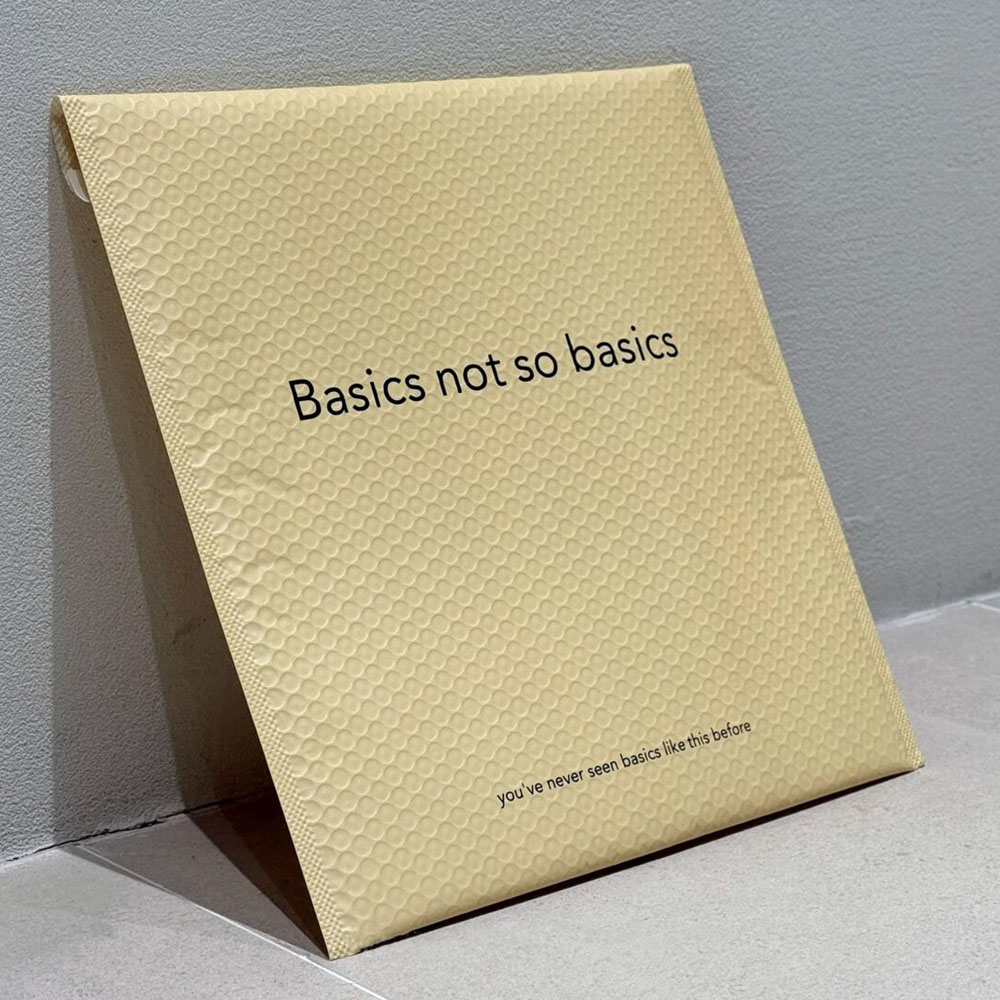 Basics not so basics
you've never seen basics like this before